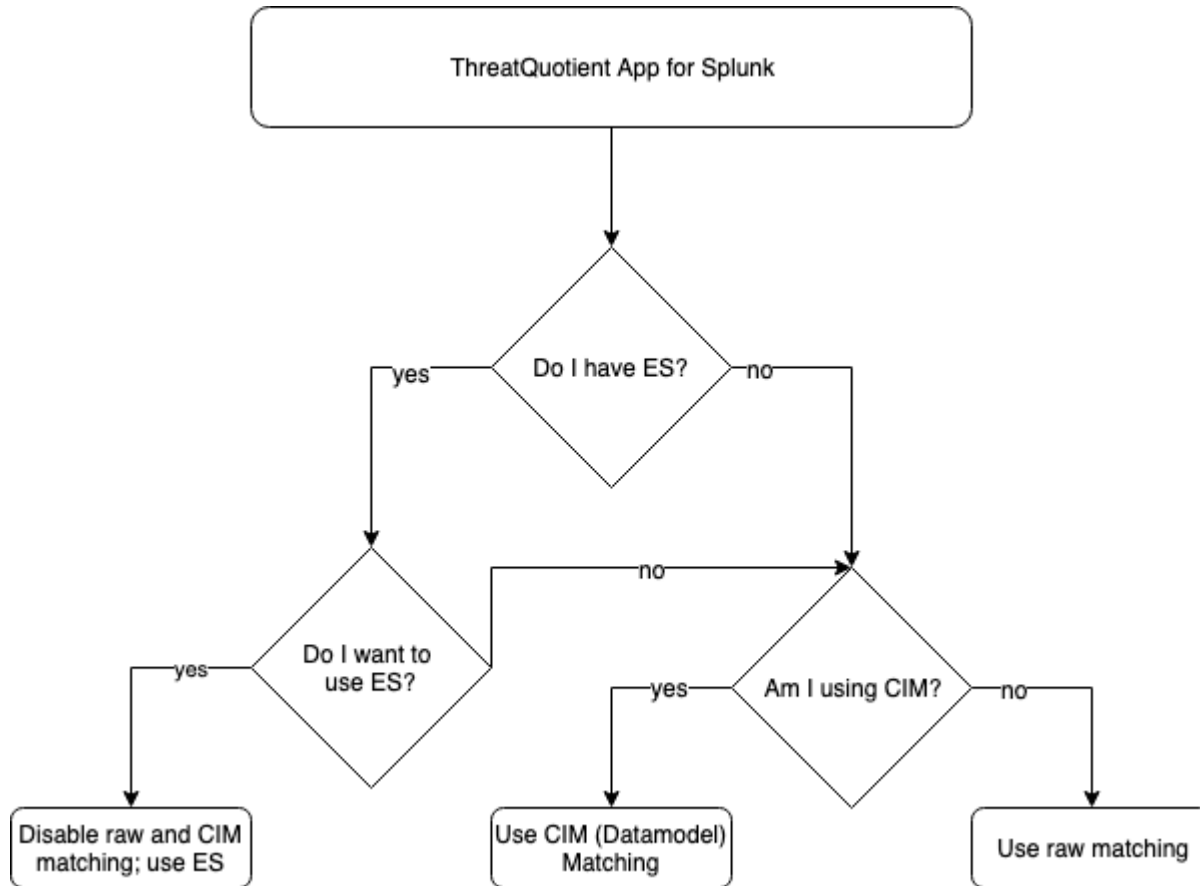 ThreatQuotient App for Splunk
Do I have ES?
yes
no
no
Do I want to
use ES?
yes
Am I using CIM?
yes
no
Disable raw and CIM
matching; use ES
Use CIM (Datamodel)
Matching
Use raw matching